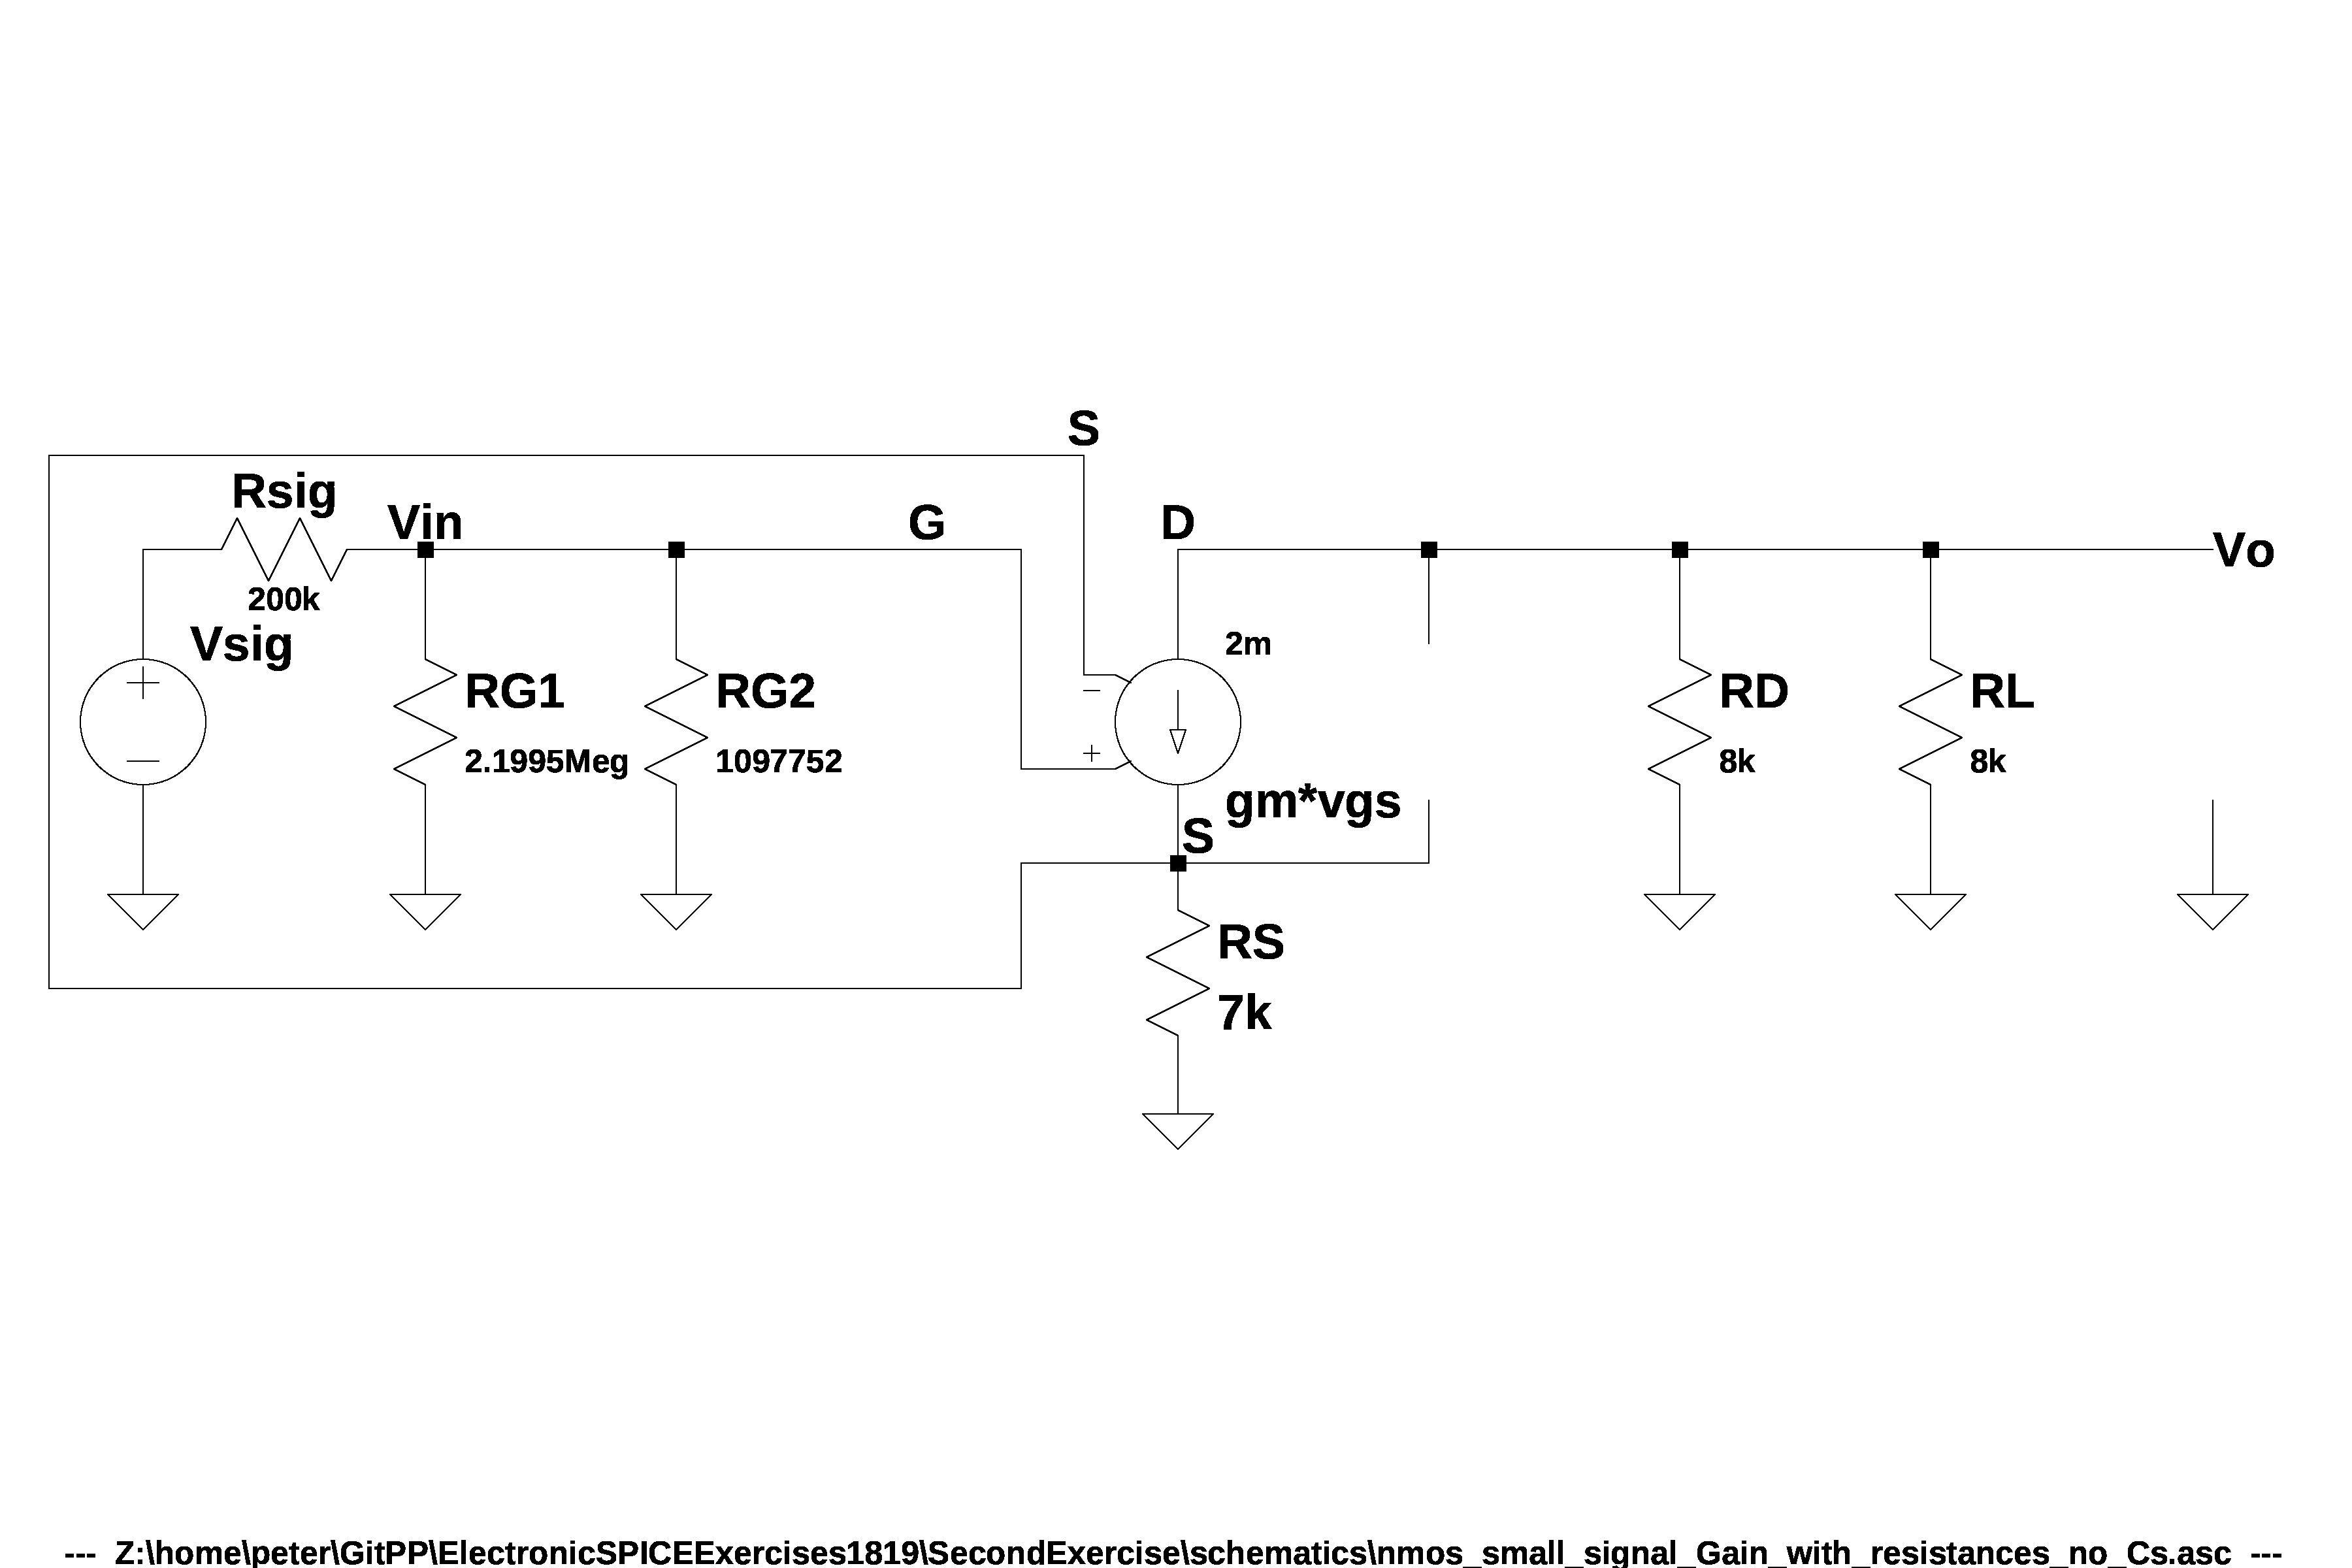 S
Rsig
Vin
G
D
Vo
200k
Vsig
2m
RG1
RG2
RD
RL
2.1995Meg
1097752
8k
8k
gm*vgs
S
RS
7k
--- Z:\home\peter\GitPP\ElectronicSPICEExercises1819\SecondExercise\schematics\nmos_small_signal_Gain_with_resistances_no_Cs.asc ---